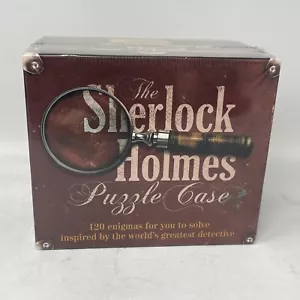 The
Sherlock
Holmes
Puzzle Case
120 enigmas for you to solve
inspired by the world's greatest detective